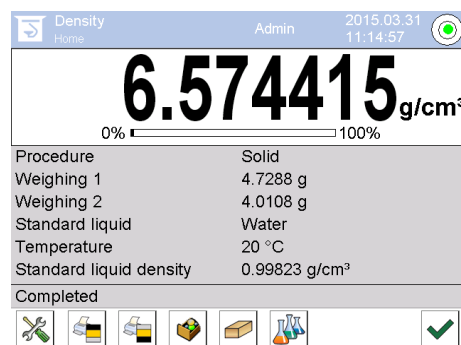 Density
Home
Admin
2015.03.31
11:14:57
6.574415 g/cm³
0% 100%
Procedure Solid
Weighing 1 4.7288 g
Weighing 2 4.0108 g
Standard liquid Water
Temperature 20 °C
Standard liquid density 0.99823 g/cm³
Completed